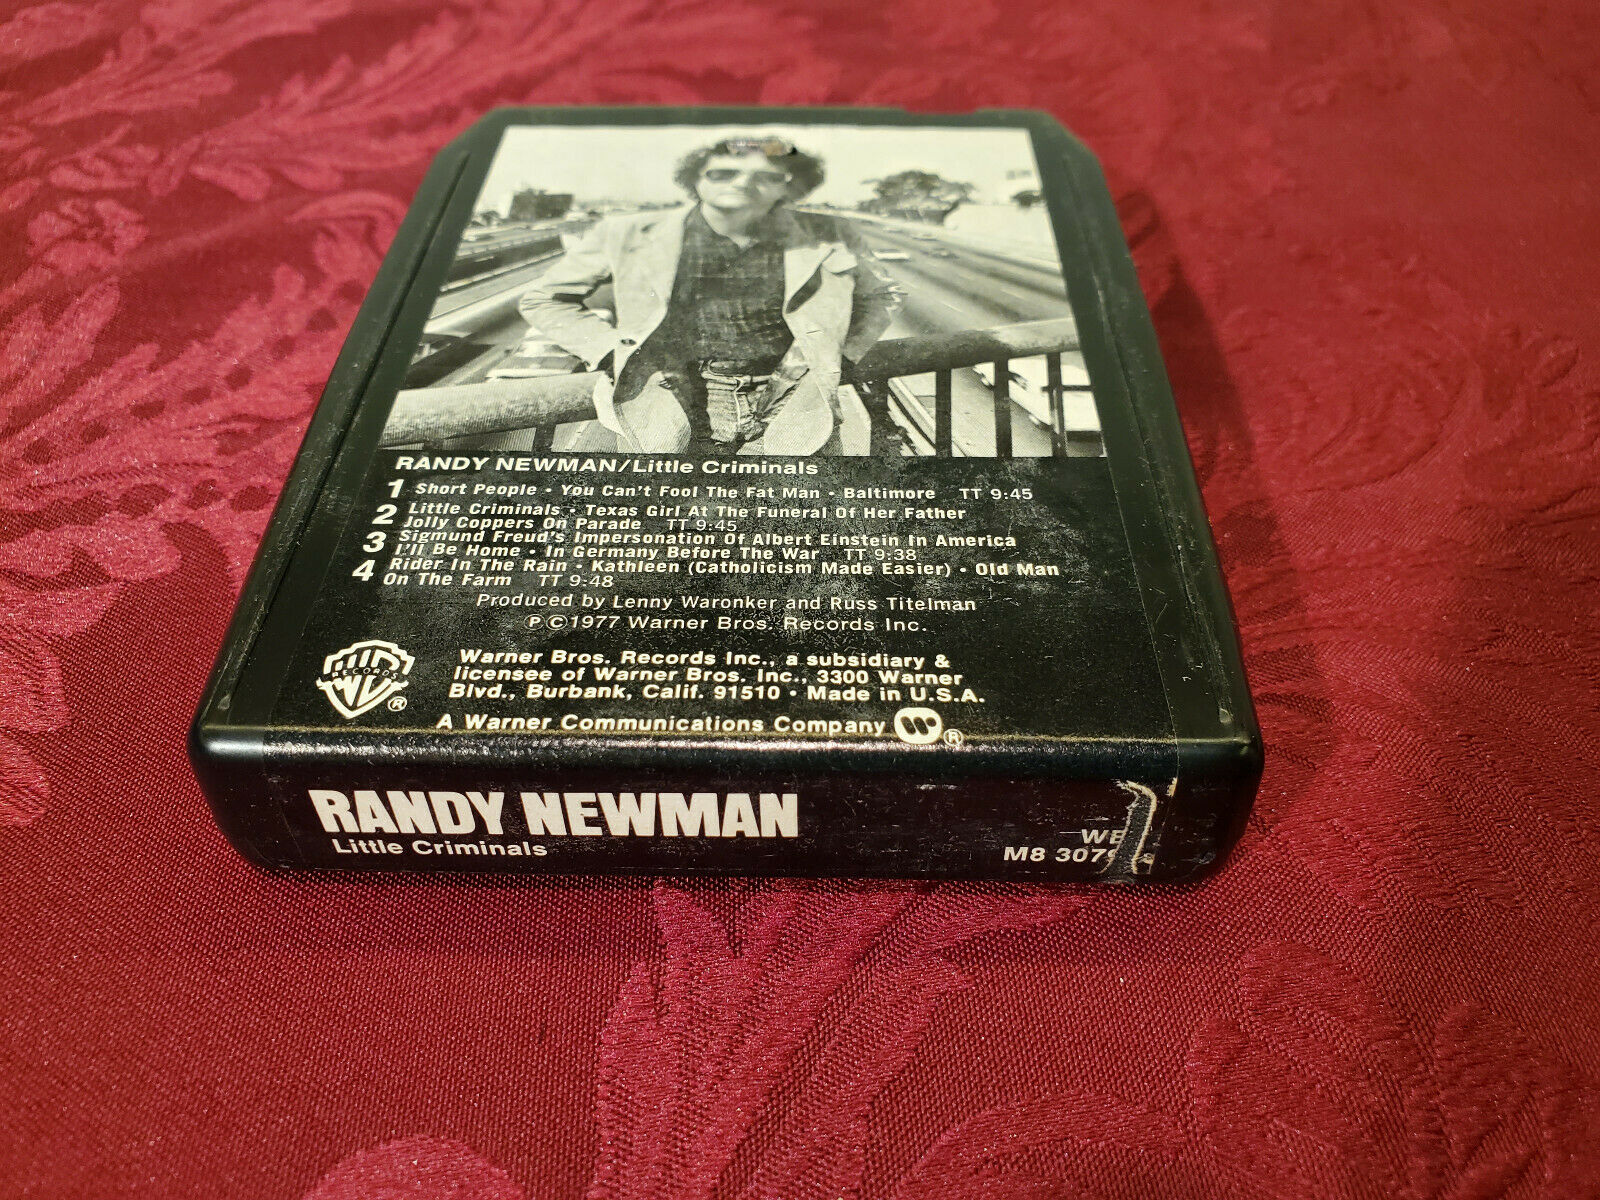 RANDY NEWMAN/Little Criminals
1 Short People • You Can't Fool The Fat Man • Baltimore TT 9:45
2 Little Criminals • Texas Girl At The Funeral Of Her Father
Jolly Coppers On Parade TT 9:45
3 Sigmund Freud's Impersonation Of Albert Einstein In America
I'll Be Home • In Germany Before The War TT 9:38
4 Rider In The Rain • Kathleen (Catholicism Made Easier) • Old Man
On The Farm TT 9:48
Produced by Lenny Waronker and Russ Titelman
℗©1977 Warner Bros. Records Inc.
RECORDS
®
Warner Bros. Records Inc., a subsidiary &
licensee of Warner Bros. Inc., 3300 Warner
Blvd., Burbank, Calif. 91510 • Made in U.S.A.
A Warner Communications Company
®
RANDY NEWMAN
Little Criminals
M8